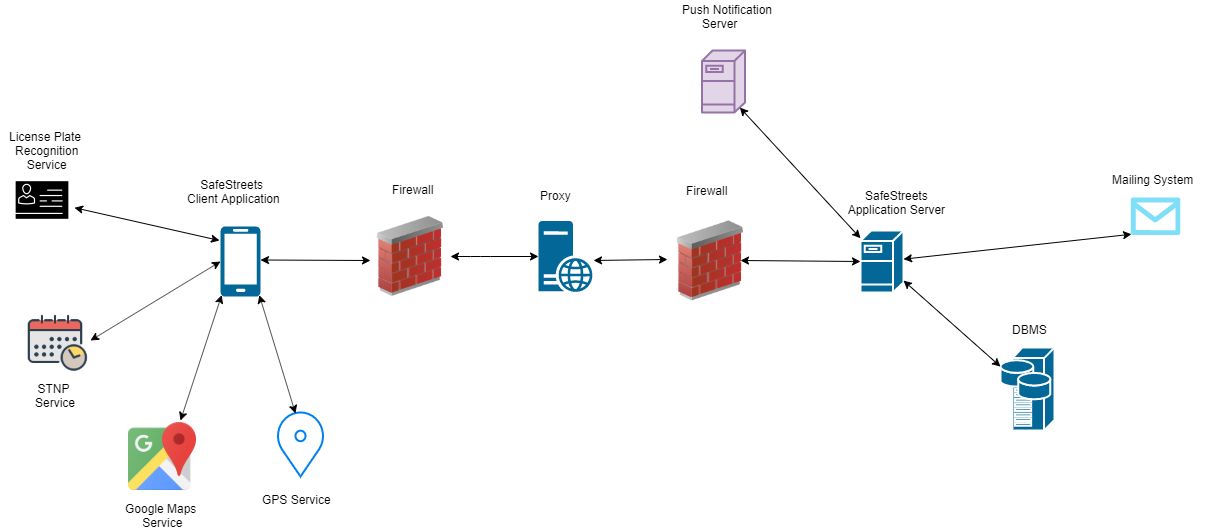 Push Notification
Server
License Plate
Recognition
Service
SafeStreets
Client Application
Firewall
Proxy
Firewall
SafeStreets
Application Server
Mailing System
STNP
Service
DBMS
G
Google Maps
Service
GPS Service